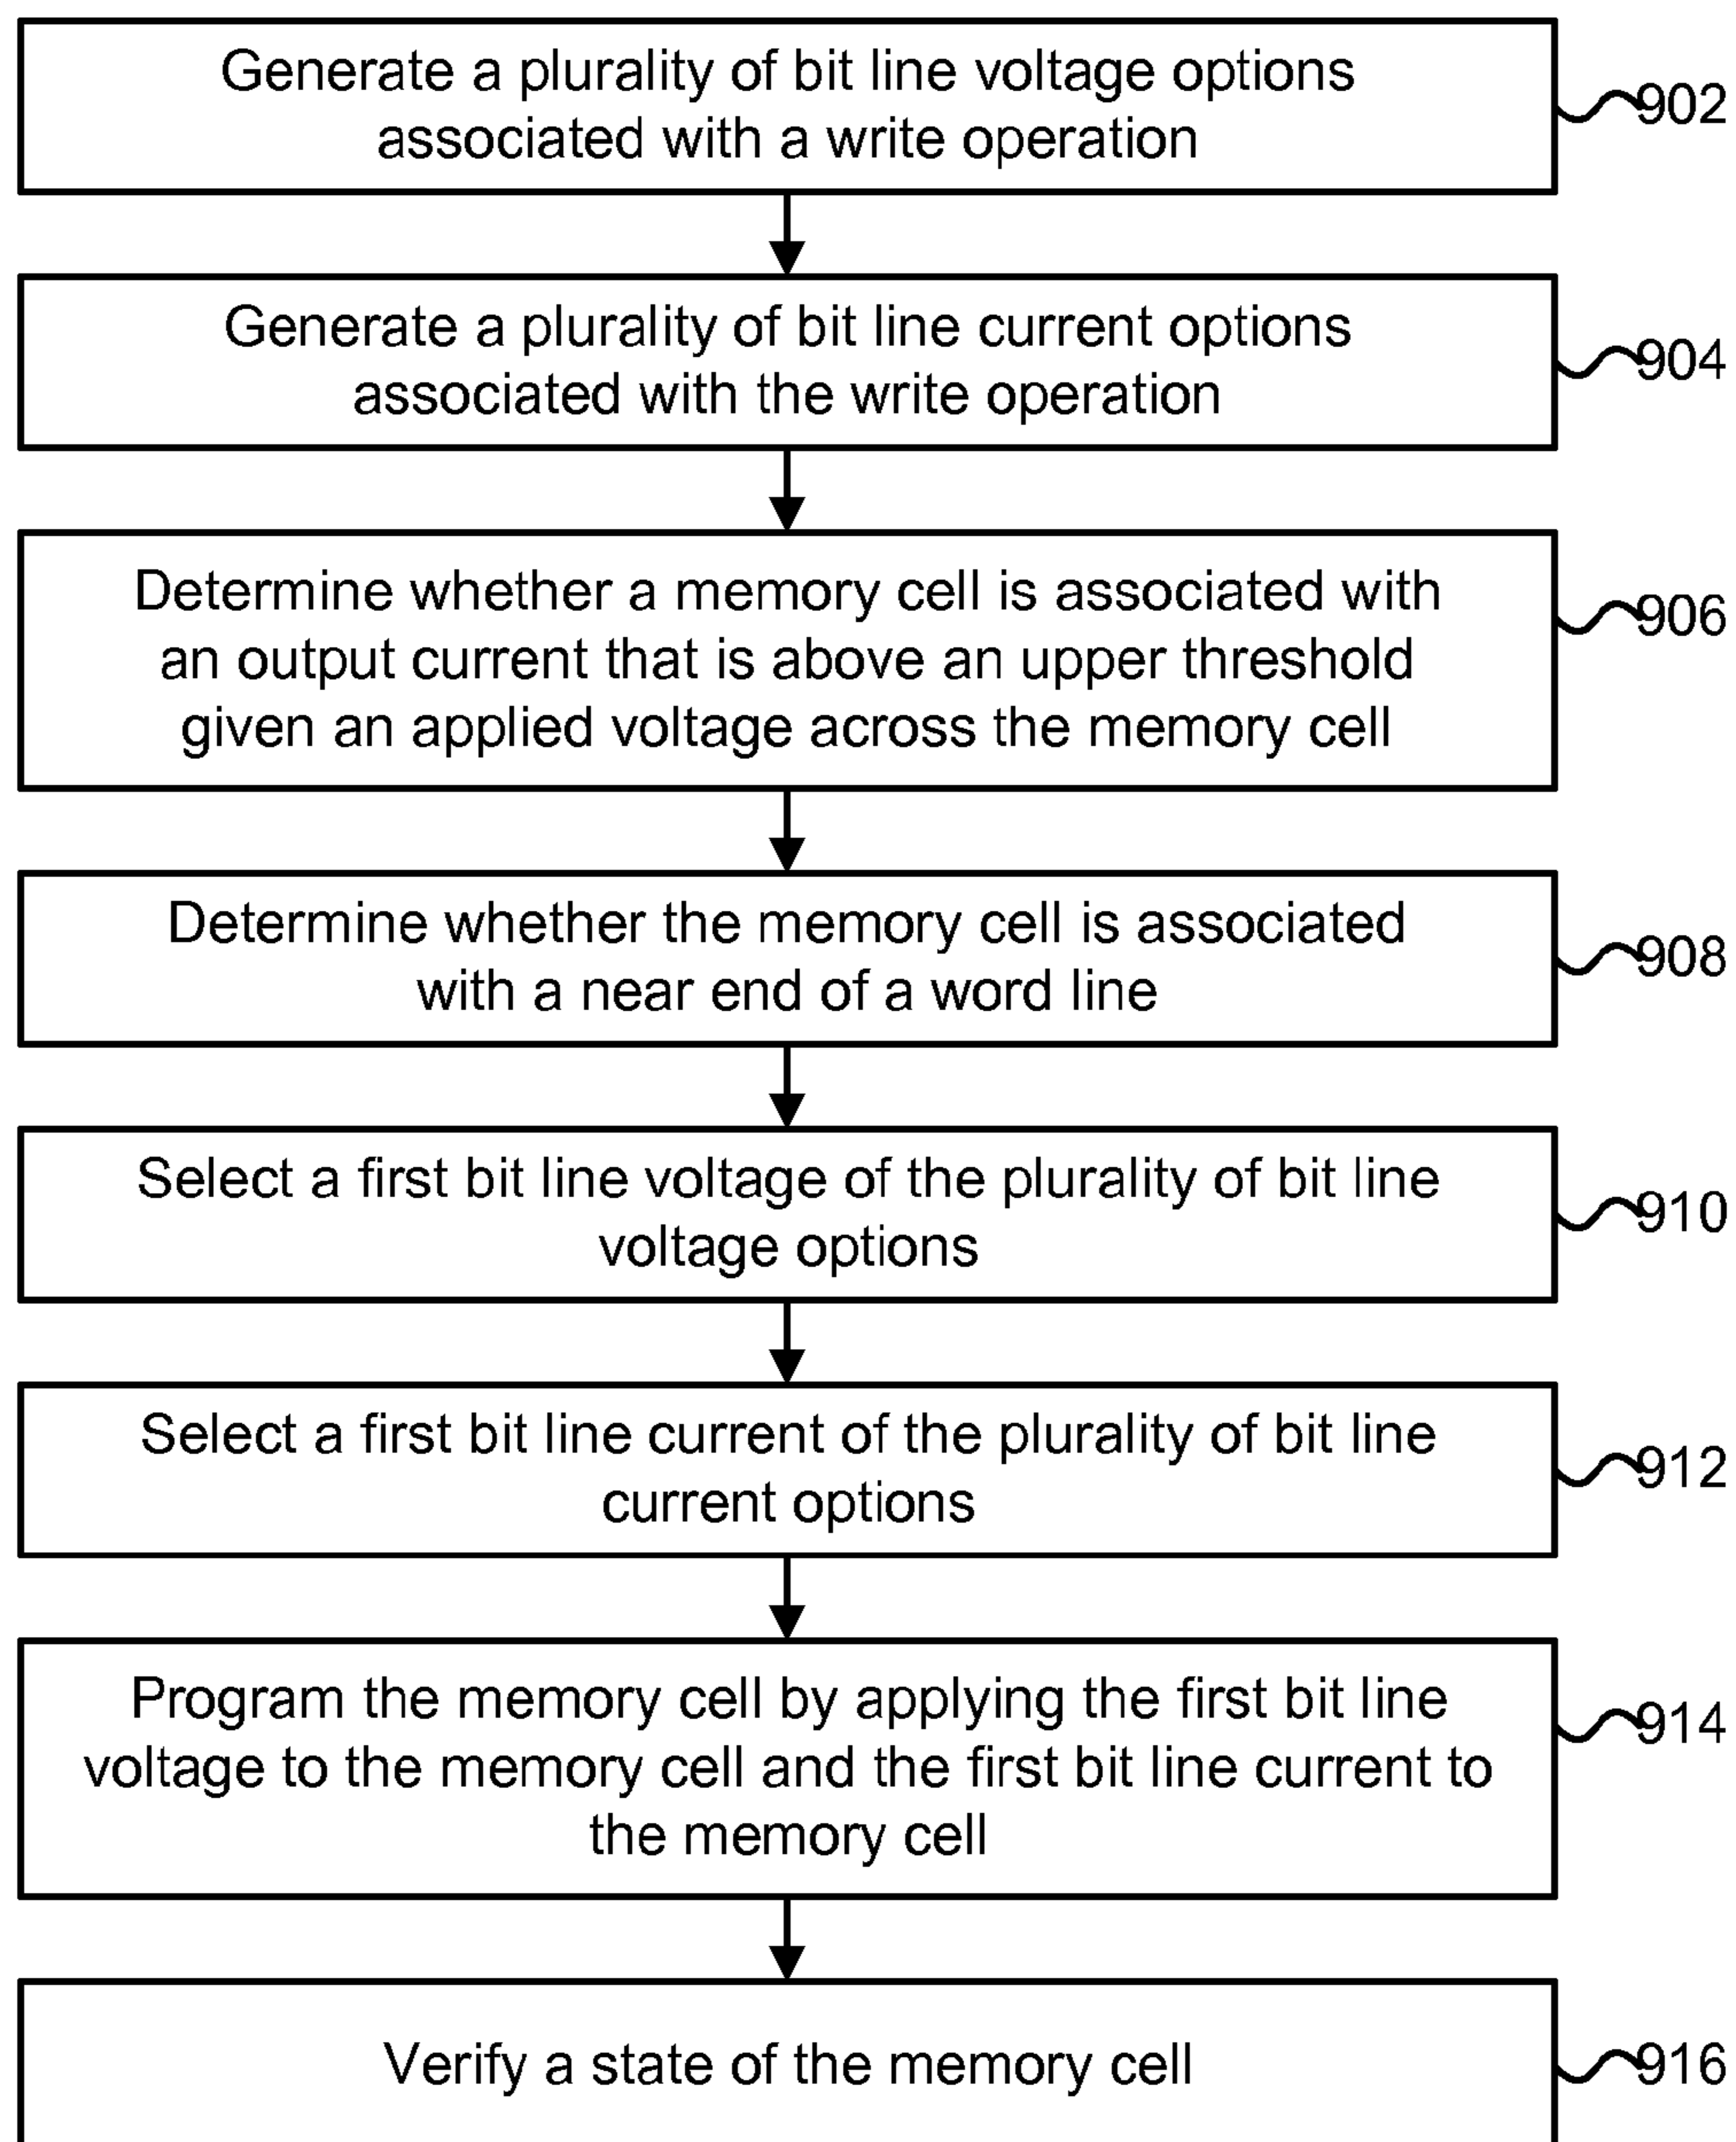 Generate a plurality of bit line voltage options
associated with a write operation
902
Generate a plurality of bit line current options
associated with the write operation
904
Determine whether a memory cell is associated with
an output current that is above an upper threshold
given an applied voltage across the memory cell
906
Determine whether the memory cell is associated
with a near end of a word line
908
Select a first bit line voltage of the plurality of bit line
voltage options
910
Select a first bit line current of the plurality of bit line
current options
912
Program the memory cell by applying the first bit line
voltage to the memory cell and the first bit line current to
the memory cell
914
Verify a state of the memory cell
916